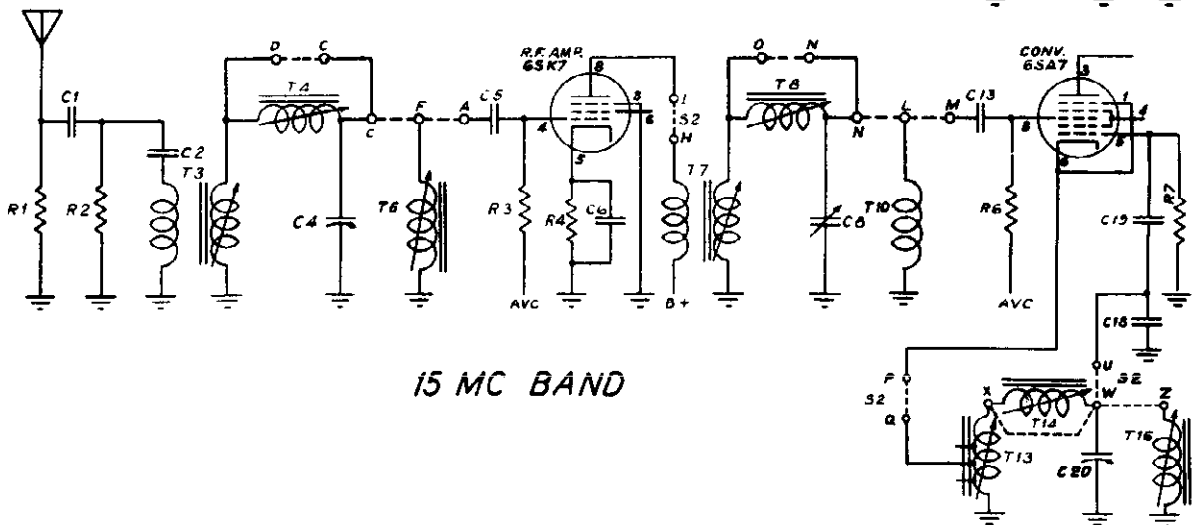 D C
O N
R.F. AMP.
6SK7
CONV.
6SA7
8
3
T4
T8
C1
C5
C13
3
6
4
5
I
S2
H
1
4
5
8
6
C F A
N L M
C2
T3
T7
R1
R2
C4
T6
R3
R4
C6
C8
T10
R6
C19
R7
AVC
B+
AVC
C18
15 MC BAND
P
S2
Q
U
S2
X
W
Z
T14
T13
C20
T16